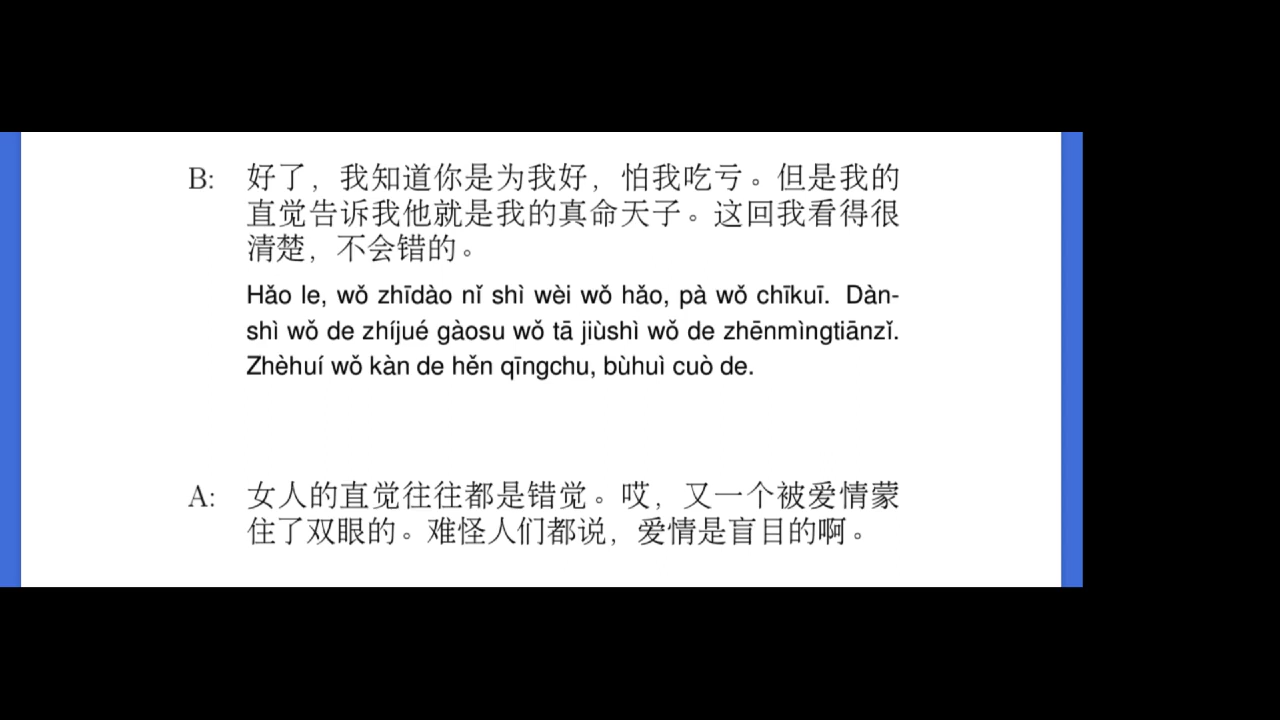 B: 好了，我知道你是为我好，怕我吃亏。但是我的
直觉告诉我他就是我的真命天子。这回我看得很
清楚，不会错的。
Hǎo le, wǒ zhīdào nǐ shì wèi wǒ hǎo, pà wǒ chīkuī. Dàn-
shì wǒ de zhíjué gàosu wǒ tā jiùshì wǒ de zhēnmìngtiānzǐ.
Zhèhuí wǒ kàn de hěn qīngchu, bùhuì cuò de.
A: 女人的直觉往往都是错觉。哎，又一个被爱情蒙
住了双眼的。难怪人们都说，爱情是盲目的啊。